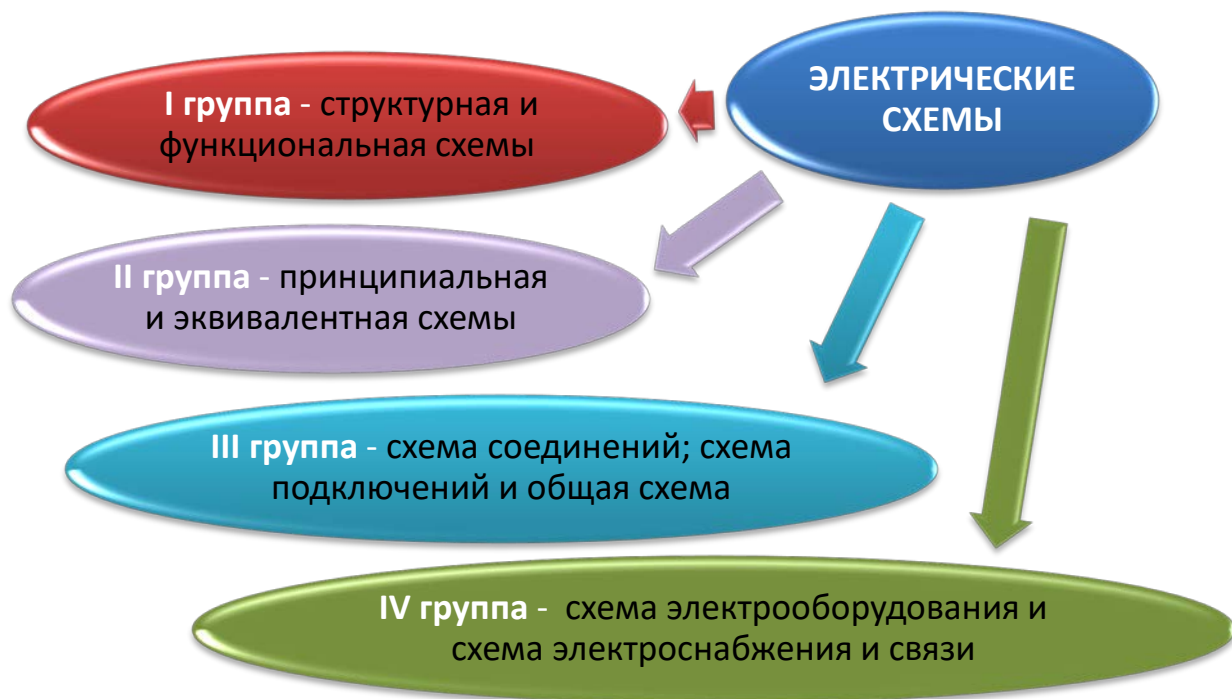 ЭЛЕКТРИЧЕСКИЕ
СХЕМЫ
I группа - структурная и
функциональная схемы
II группа - принципиальная
и эквивалентная схемы
III группа - схема соединений; схема
подключений и общая схема
IV группа - схема электрооборудования и
схема электроснабжения и связи